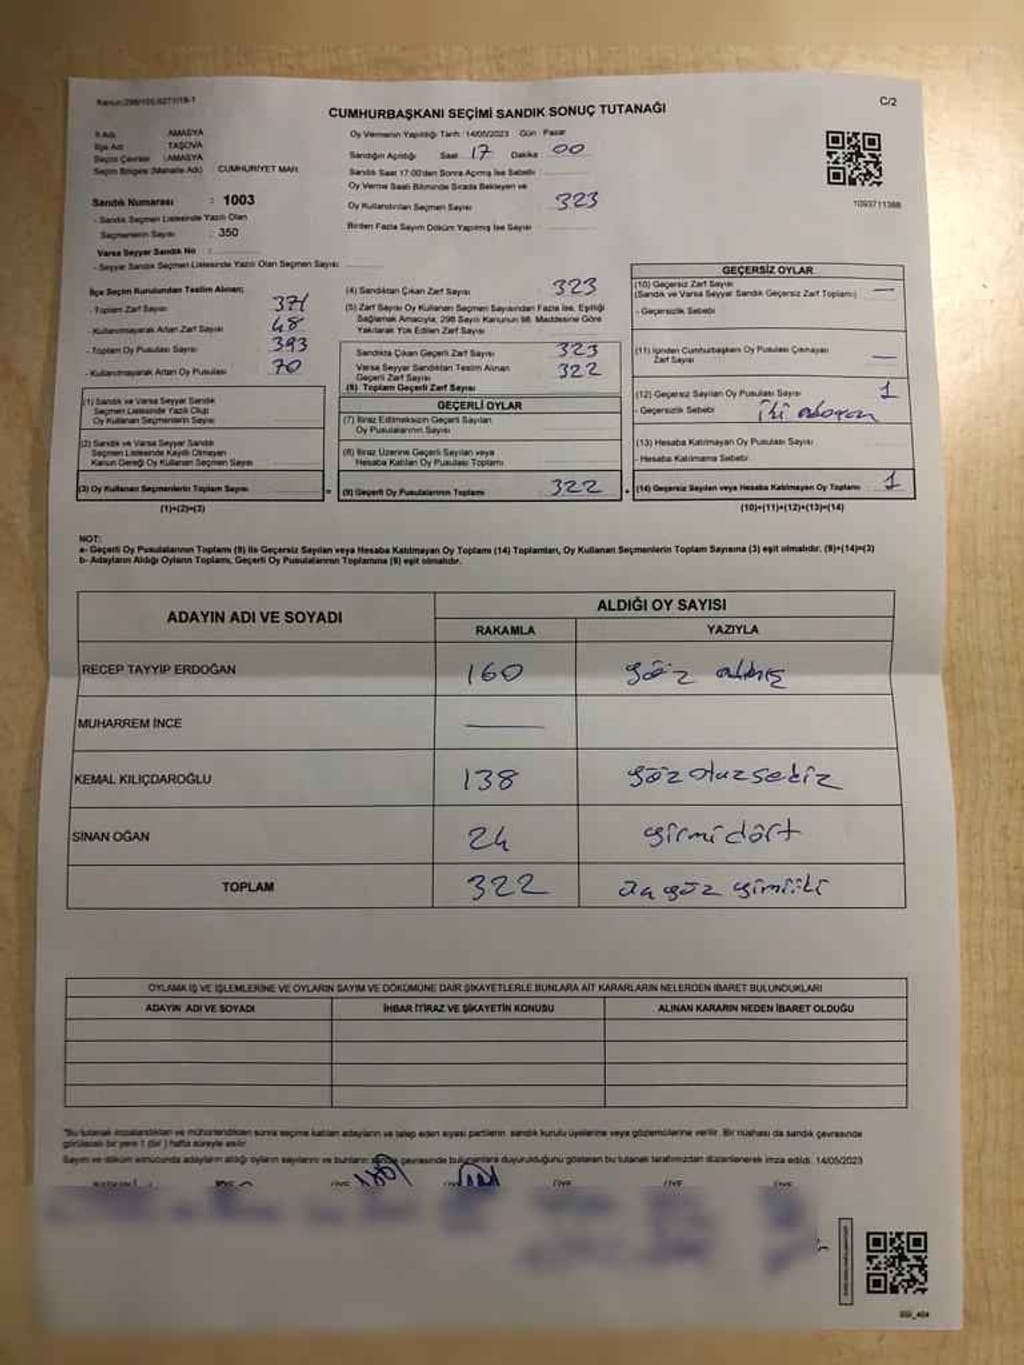 C/2
CUMHURBAŞKANI SEÇİMİ SANDIK SONUÇ TUTANAĞI
İl Adı AMASYA
İlçe Adı TAŞOVA
Seçim Çevresi : AMASYA
Seçim Bölgesi (Mahalle Adı) CUMHURİYET MAH.
Sandık Numarası : 1003
- Sandık Seçmen Listesinde Yazılı Olan
Seçmenlerin Sayısı : 350
Varsa Seyyar Sandık No :
- Seyyar Sandık Seçmen Listesinde Yazılı Olan Seçmen Sayısı
Oy Vermenin Yapıldığı Tarih : 14/05/2023 Gün : Pazar
Sandığın Açıldığı Saat : 17 Dakika : 00
Sandık Saat 17.00'den Sonra Açılmış İse Sebebi :
Oy Verme Saati Bitiminde Sırada Bekleyen ve
Oy Kullandırılan Seçmen Sayısı : 323
Birden Fazla Sayım Döküm Yapılmış İse Sayısı :
1093711388
İlçe Seçim Kurulundan Teslim Alınan;
- Toplam Zarf Sayısı 371
- Kullanılmayarak Artan Zarf Sayısı 48
- Toplam Oy Pusulası Sayısı 393
- Kullanılmayarak Artan Oy Pusulası 70
(1) Sandık ve Varsa Seyyar Sandık
Seçmen Listesinde Yazılı Olup
Oy Kullanan Seçmenlerin Sayısı
(2) Sandık ve Varsa Seyyar Sandık
Seçmen Listesinde Kayıtlı Olmayan
Kanun Gereği Oy Kullanan Seçmen Sayısı
(3) Oy Kullanan Seçmenlerin Toplam Sayısı =
(1)+(2)=(3)
(4) Sandıktan Çıkan Zarf Sayısı 323
(5) Zarf Sayısı Oy Kullanan Seçmen Sayısından Fazla İse, Eşitliği
Sağlamak Amacıyla, 298 Sayılı Kanunun 98. Maddesine Göre
Yakılarak Yok Edilen Zarf Sayısı
Sandıkta Çıkan Geçerli Zarf Sayısı 323
Varsa Seyyar Sandıktan Teslim Alınan
Geçerli Zarf Sayısı 322
(6) Toplam Geçerli Zarf Sayısı
GEÇERLİ OYLAR
(7) İtiraz Edilmeksizin Geçerli Sayılan
Oy Pusulalarının Sayısı
(8) İtiraz Üzerine Geçerli Sayılan veya
Hesaba Katılan Oy Pusulası Toplamı
(9) Geçerli Oy Pusulalarının Toplamı 322 +
GEÇERSİZ OYLAR
(10) Geçersiz Zarf Sayısı
(Sandık ve Varsa Seyyar Sandık Geçersiz Zarf Toplamı) —
- Geçersizlik Sebebi
(11) İçinden Cumhurbaşkanı Oy Pusulası Çıkmayan
Zarf Sayısı —
(12) Geçersiz Sayılan Oy Pusulası Sayısı 1
- Geçersizlik Sebebi : iki
(13) Hesaba Katılmayan Oy Pusulası Sayısı
- Hesaba Katılmama Sebebi
(14) Geçersiz Sayılan veya Hesaba Katılmayan Oy Toplamı 1
(10)+(11)+(12)+(13)=(14)
NOT:
a- Geçerli Oy Pusulalarının Toplamı (9) ile Geçersiz Sayılan veya Hesaba Katılmayan Oy Toplamı (14) Toplamları, Oy Kullanan Seçmenlerin Toplam Sayısına (3) eşit olmalıdır. (9)+(14)=(3)
b- Adayların Aldığı Oyların Toplamı, Geçerli Oy Pusulalarının Toplamına (9) eşit olmalıdır.
ADAYIN ADI VE SOYADI
ALDIĞI OY SAYISI
RAKAMLA YAZIYLA
RECEP TAYYIP ERDOĞAN 160 yüz altmış
MUHARREM İNCE —
KEMAL KILIÇDAROĞLU 138 yüz otuz sekiz
SİNAN OĞAN 24 yirmi dört
TOPLAM 322 üç yüz yirmi iki
OYLAMA İŞ VE İŞLEMLERİNE VE OYLARIN SAYIM VE DÖKÜMÜNE DAİR ŞİKAYETLERLE BUNLARA AİT KARARLARIN NELERDEN İBARET BULUNDUKLARI
ADAYIN ADI VE SOYADI İHBAR İTİRAZ VE ŞİKAYETİN KONUSU ALINAN KARARIN NEDEN İBARET OLDUĞU
*Bu tutanak imzalandıktan ve mühürlendikten sonra seçime katılan adayların ve talep eden siyasi partilerin sandık kurulu üyelerine veya gözlemcilerine verilir. Bir nüshası da sandık çevresinde
görülecek bir yere 1 (bir) hafta süreyle asılır.
Sayım ve döküm sonucunda adayların aldığı oyların sayılarını ve bunların sandık çevresinde bulunanlara duyurulduğunu gösteren bu tutanak tarafımızdan düzenlenerek imza edildi. 14/05/2023